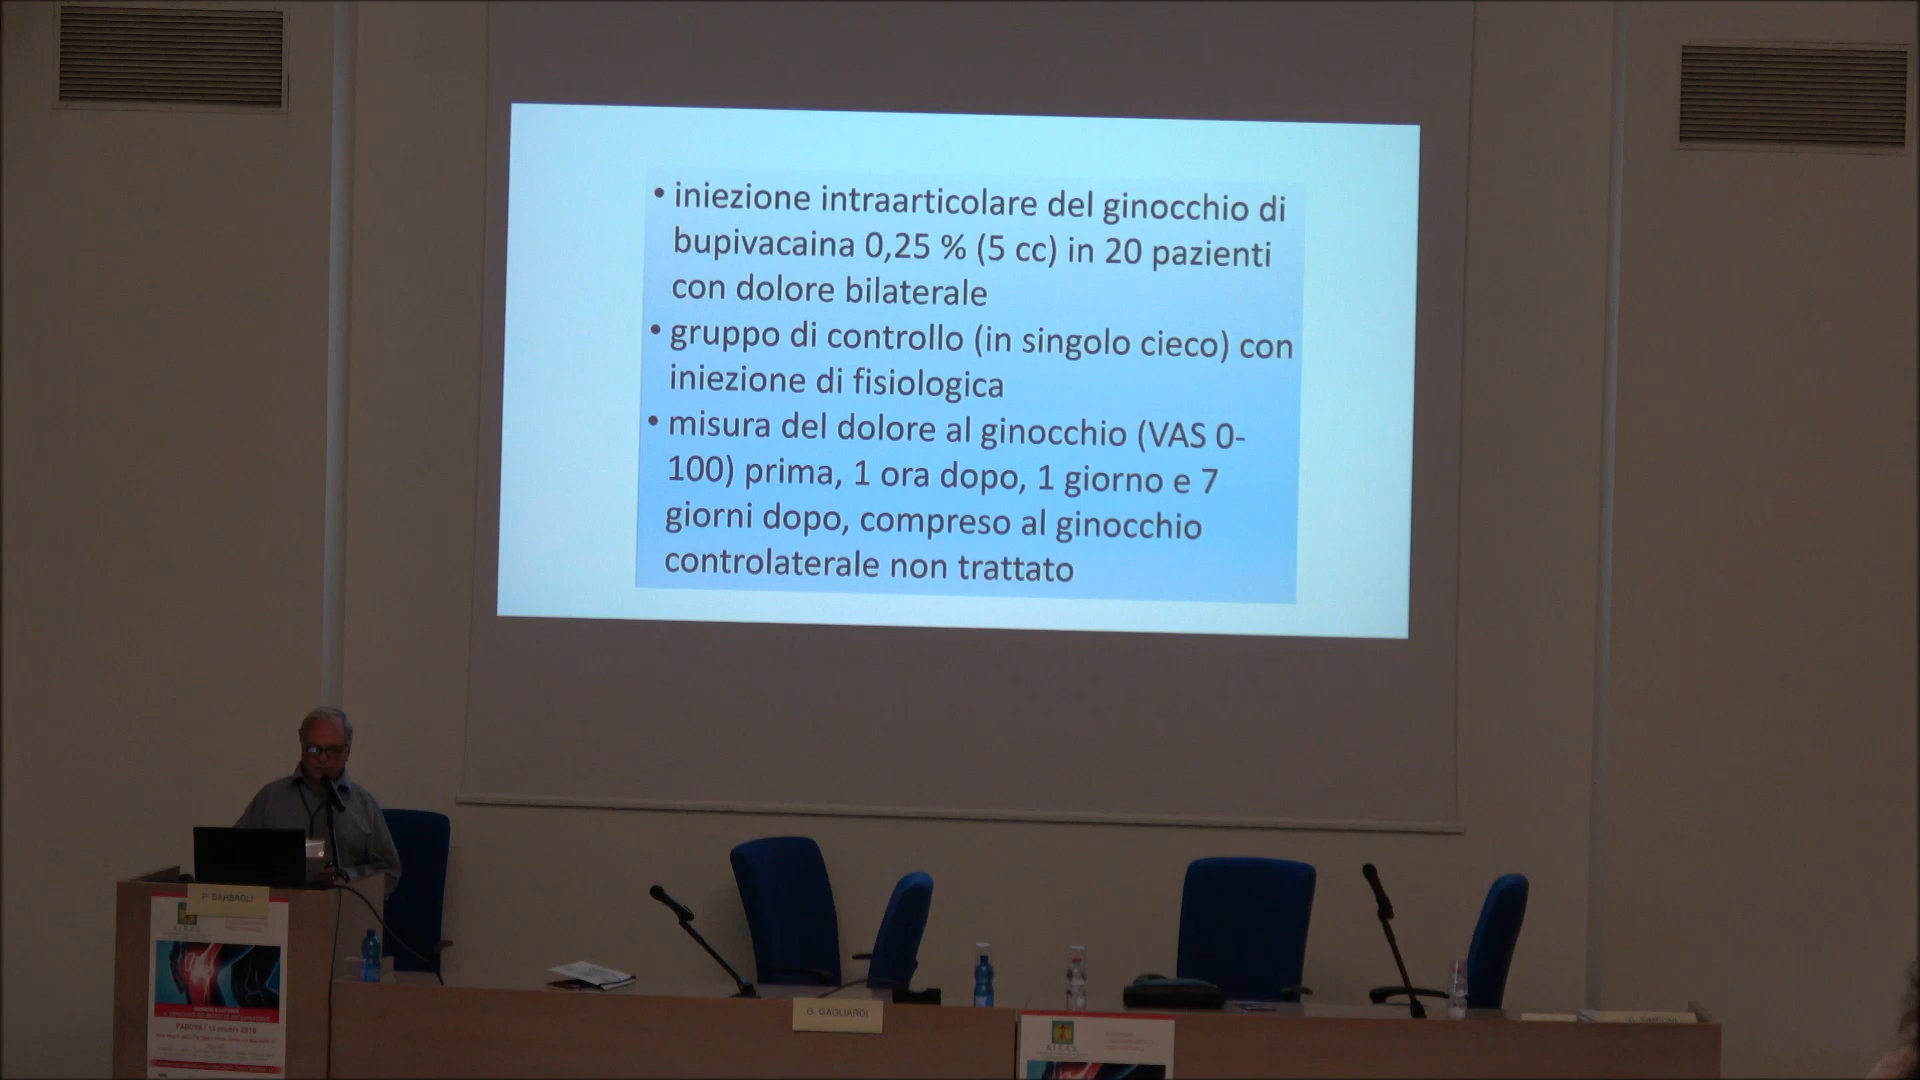 • iniezione intraarticolare del ginocchio di
bupivacaina 0,25 % (5 cc) in 20 pazienti
con dolore bilaterale
• gruppo di controllo (in singolo cieco) con
iniezione di fisiologica
• misura del dolore al ginocchio (VAS 0-
100) prima, 1 ora dopo, 1 giorno e 7
giorni dopo, compreso al ginocchio
controlaterale non trattato
P. BARBAGLI
A.I.R.A.S.
PADOVA
G. GAGLIARDI
A.I.R.A.S.